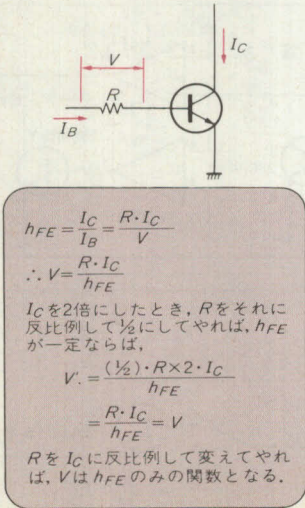 V
R
I_B
I_C
h_FE = I_C / I_B = R・I_C / V
∴ V = R・I_C / h_FE
I_Cを2倍にしたとき，Rをそれに
反比例して½にしてやれば，h_FE
が一定ならば，
V′. = (½)・R×2・I_C / h_FE
= R・I_C / h_FE = V
RをI_Cに反比例して変えてやれ
ば，Vはh_FEのみの関数となる．